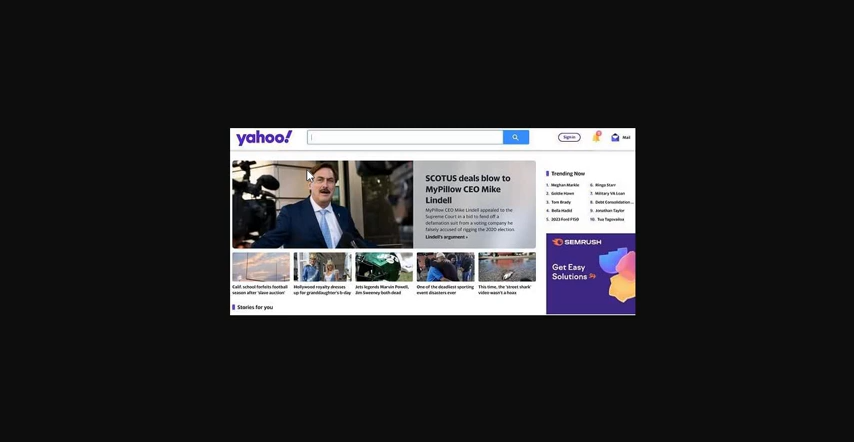 yahoo!
Sign in
Mail
SCOTUS deals blow to
MyPillow CEO Mike
Lindell
MyPillow CEO Mike Lindell appealed to the
Supreme Court in a bid to fend off a
defamation suit from a voting company he
falsely accused of rigging the 2020 election.
Lindell's argument »
Calif. school forfeits football
season after 'slave auction'
Hollywood royalty dresses
up for granddaughter's b-day
Jets legends Marvin Powell,
Jim Sweeney both dead
One of the deadliest sporting
event disasters ever
This time, the 'street shark'
video wasn't a hoax
Stories for you
Trending Now
1. Meghan Markle
2. Goldie Hawn
3. Tom Brady
4. Bella Hadid
5. 2023 Ford F150
6. Ringo Starr
7. Military VA Loan
8. Debt Consolidation ...
9. Jonathan Taylor
10. Tua Tagovailoa
SEMRUSH
Get Easy
Solutions